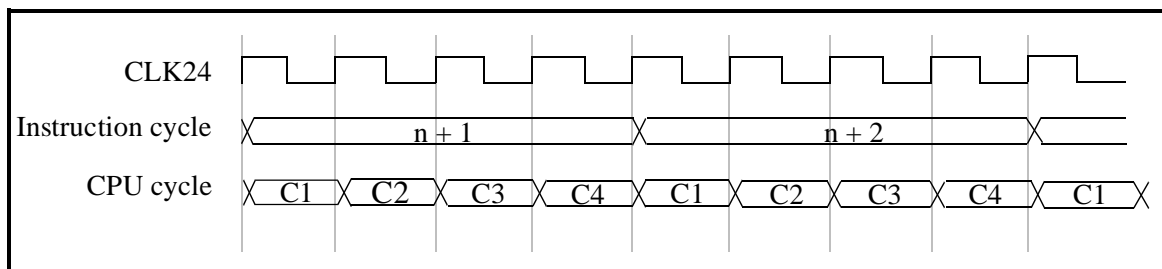 CLK24
Instruction cycle n + 1 n + 2
CPU cycle C1 C2 C3 C4 C1 C2 C3 C4 C1